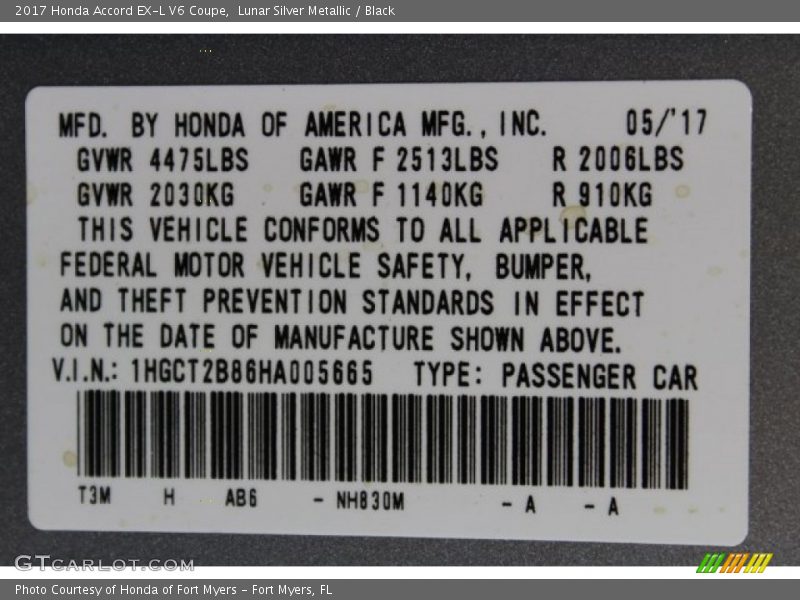 2017 Honda Accord EX-L V6 Coupe,  Lunar Silver Metallic / Black
MFD. BY HONDA OF AMERICA MFG., INC. 05/'17
GVWR 4475LBS GAWR F 2513LBS R 2006LBS
GVWR 2030KG GAWR F 1140KG R 910KG
THIS VEHICLE CONFORMS TO ALL APPLICABLE
FEDERAL MOTOR VEHICLE SAFETY, BUMPER,
AND THEFT PREVENTION STANDARDS IN EFFECT
ON THE DATE OF MANUFACTURE SHOWN ABOVE.
V.I.N.: 1HGCT2B86HA005665 TYPE: PASSENGER CAR
T3M H AB6 - NH830M - A - A
GTCARLOT.COM
Photo Courtesy of Honda of Fort Myers - Fort Myers, FL